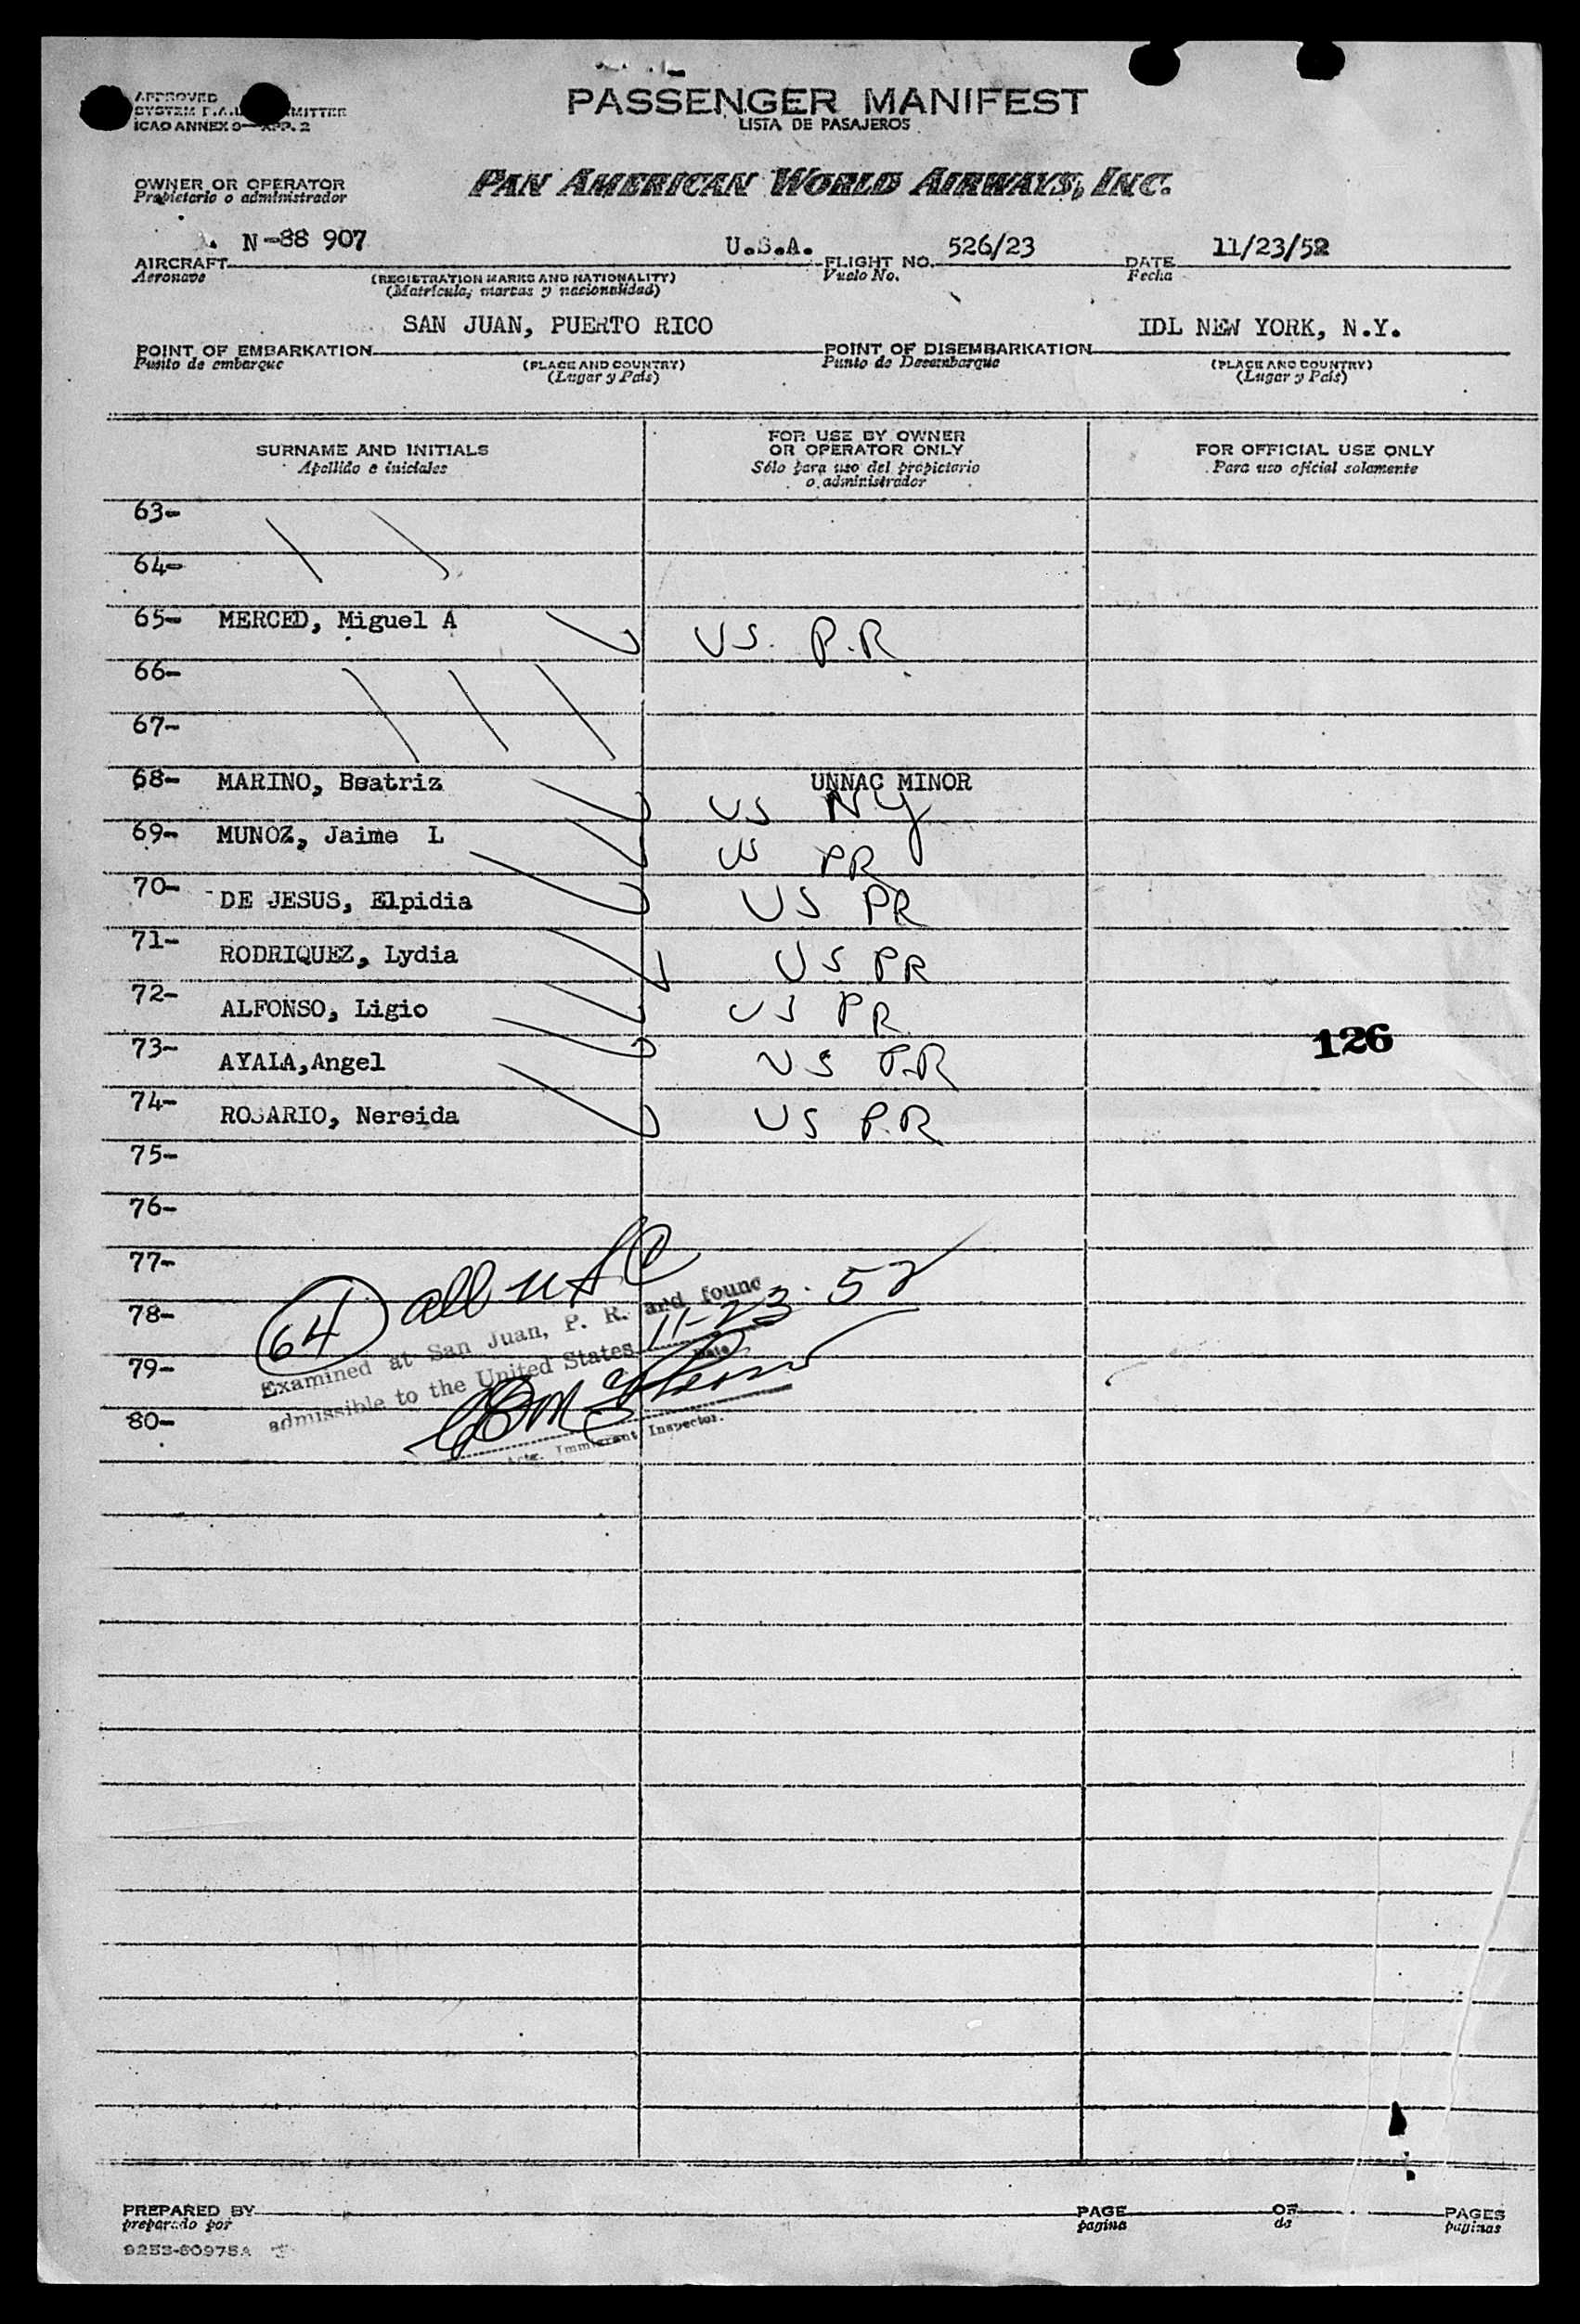 PASSENGER MANIFEST
LISTA DE PASAJEROS
APPROVED
SYSTEM
ICAO ANNEX 9— APP. 2
OWNER OR OPERATOR
Propietario o administrador
PAN AMERICAN WORLD AIRWAYS, INC.
AIRCRAFT N-88 907 U.S.A. FLIGHT NO. 526/23 DATE 11/23/52
Aeronave (REGISTRATION MARKS AND NATIONALITY) Vuelo No. Fecha
(Matrícula, marcas y nacionalidad)
POINT OF EMBARKATION SAN JUAN, PUERTO RICO POINT OF DISEMBARKATION IDL NEW YORK, N.Y.
Punto de embarque (PLACE AND COUNTRY) Punto de Desembarque (PLACE AND COUNTRY)
(Lugar y País) (Lugar y País)
SURNAME AND INITIALS
Apellido e iniciales
FOR USE BY OWNER
OR OPERATOR ONLY
Sólo para uso del propietario
o administrador
FOR OFFICIAL USE ONLY
Para uso oficial solamente
63-
64-
65- MERCED, Miguel A US. P.R
66-
67-
68- MARINO, Beatriz UNNAC MINOR
US NY
69- MUNOZ, Jaime L US PR
70- DE JESUS, Elpidia US PR
71- RODRIQUEZ, Lydia US PR
72- ALFONSO, Ligio US PR
73- AYALA,Angel US P.R
126
74- ROSARIO, Nereida US P.R
75-
76-
77-
78-
79-
80-
64 all USC
Examined at San Juan, P. R. and found
admissible to the United States 11-23-52
Date
Immigrant Inspector.
PREPARED BY PAGE OF PAGES
preparado por pagina de paginas
9253-60975A